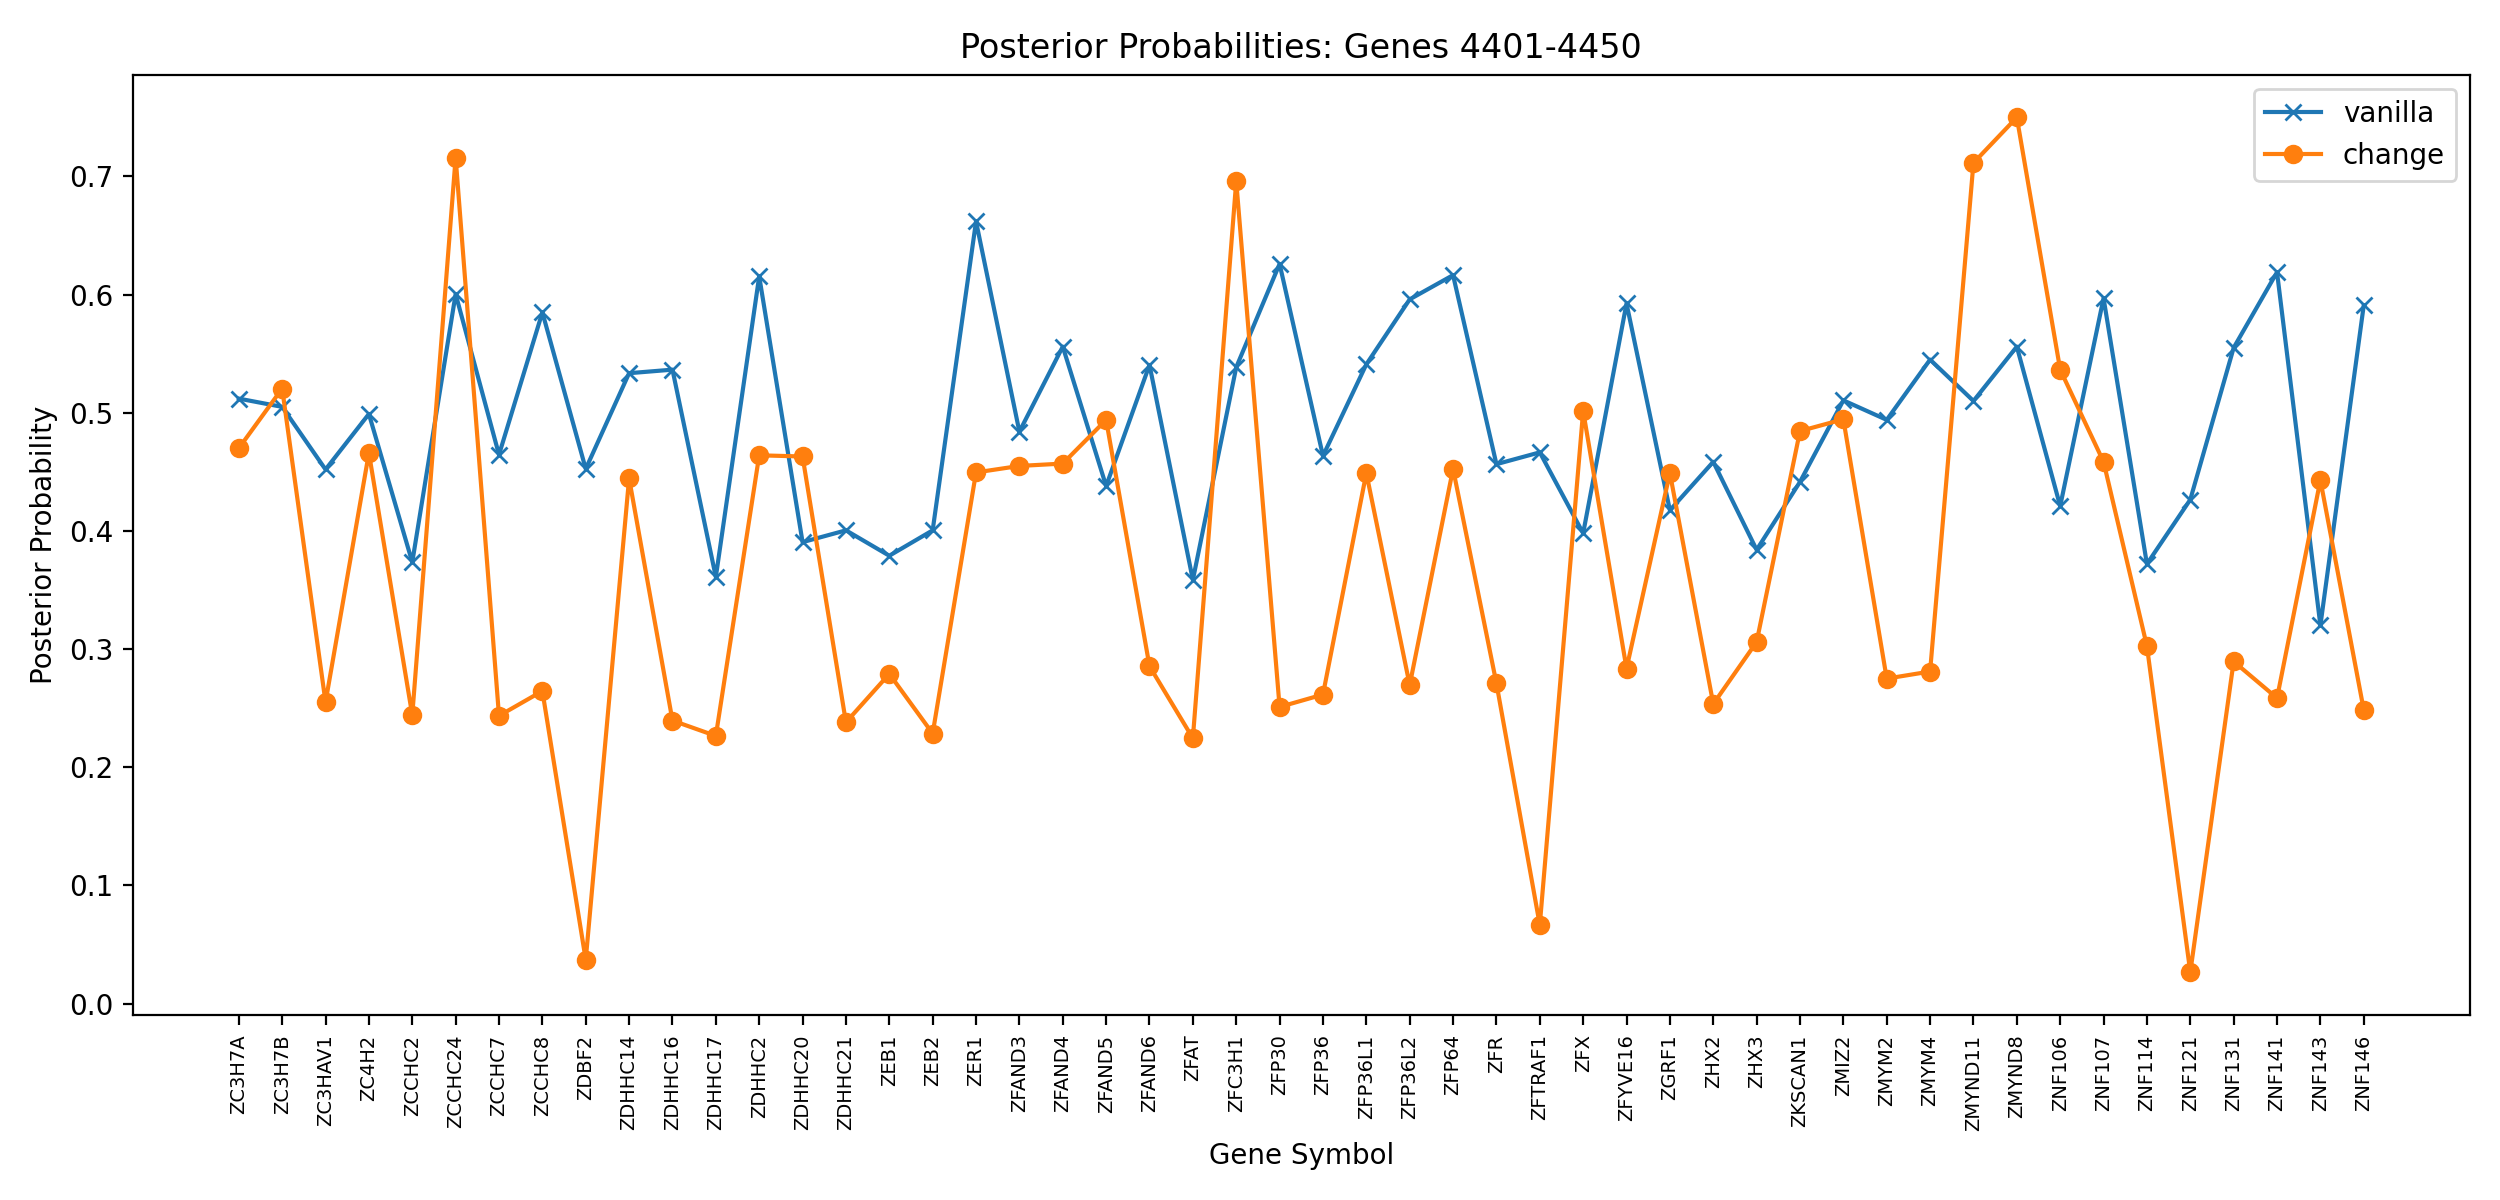 Posterior Probabilities: Genes 4401-4450
vanilla
change
Posterior Probability
0.7
0.6
0.5
0.4
0.3
0.2
0.1
0.0
ZC3H7A
ZC3H7B
ZC3HAV1
ZC4H2
ZCCHC2
ZCCHC24
ZCCHC7
ZCCHC8
ZDBF2
ZDHHC14
ZDHHC16
ZDHHC17
ZDHHC2
ZDHHC20
ZDHHC21
ZEB1
ZEB2
ZER1
ZFAND3
ZFAND4
ZFAND5
ZFAND6
ZFAT
ZFC3H1
ZFP30
ZFP36
ZFP36L1
ZFP36L2
ZFP64
ZFR
ZFTRAF1
ZFX
ZFYVE16
ZGRF1
ZHX2
ZHX3
ZKSCAN1
ZMIZ2
ZMYM2
ZMYM4
ZMYND11
ZMYND8
ZNF106
ZNF107
ZNF114
ZNF121
ZNF131
ZNF141
ZNF143
ZNF146
Gene Symbol